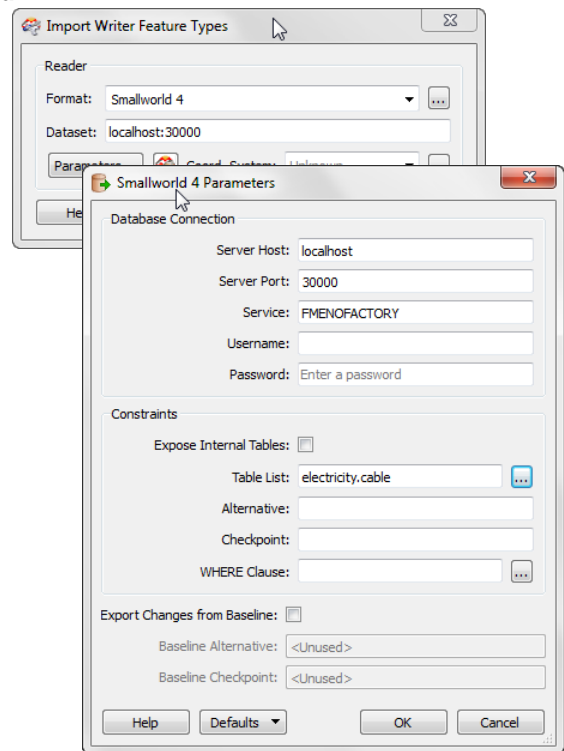 Import Writer Feature Types
Reader
Format: Smallworld 4 ...
Dataset: localhost:30000
Smallworld 4 Parameters
Database Connection
Server Host: localhost
Server Port: 30000
Service: FMENOFACTORY
Username:
Password: Enter a password
Constraints
Expose Internal Tables:
Table List: electricity.cable ...
Alternative:
Checkpoint:
WHERE Clause: ...
Export Changes from Baseline:
Baseline Alternative: <Unused>
Baseline Checkpoint: <Unused>
Help Defaults OK Cancel